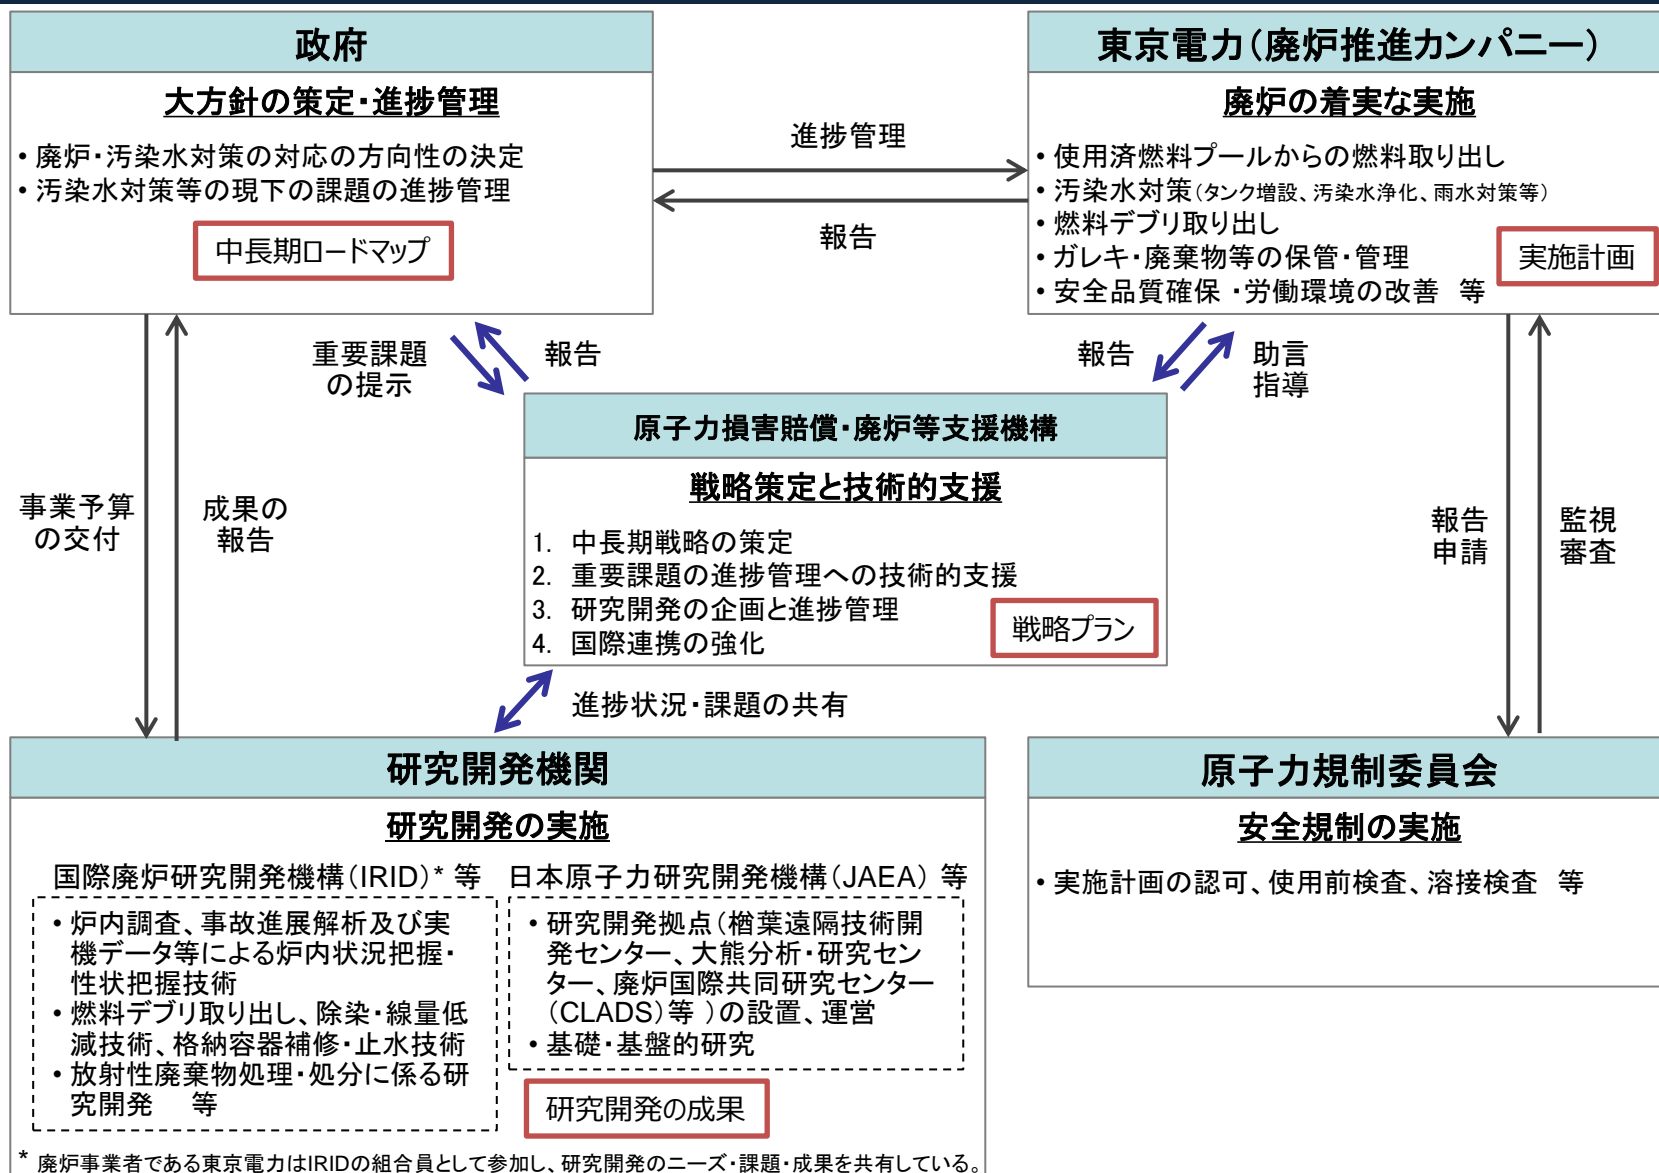 政府
大方針の策定・進捗管理
・廃炉・汚染水対策の対応の方向性の決定
・汚染水対策等の現下の課題の進捗管理
中長期ロードマップ
進捗管理
報告
東京電力（廃炉推進カンパニー）
廃炉の着実な実施
・使用済燃料プールからの燃料取り出し
・汚染水対策（タンク増設、汚染水浄化、雨水対策等）
・燃料デブリ取り出し
・ガレキ・廃棄物等の保管・管理
・安全品質確保 ・労働環境の改善　等
実施計画
重要課題
の提示
報告
報告
助言
指導
原子力損害賠償・廃炉等支援機構
戦略策定と技術的支援
1. 中長期戦略の策定
2. 重要課題の進捗管理への技術的支援
3. 研究開発の企画と進捗管理
4. 国際連携の強化
戦略プラン
事業予算
の交付
成果の
報告
報告
申請
監視
審査
進捗状況・課題の共有
研究開発機関
研究開発の実施
国際廃炉研究開発機構（IRID）* 等
・炉内調査、事故進展解析及び実
機データ等による炉内状況把握・
性状把握技術
・燃料デブリ取り出し、除染・線量低
減技術、格納容器補修・止水技術
・放射性廃棄物処理・処分に係る研
究開発　等
日本原子力研究開発機構（JAEA）等
・研究開発拠点（楢葉遠隔技術開
発センター、大熊分析・研究セン
ター、廃炉国際共同研究センター
（CLADS）等 ）の設置、運営
・基礎・基盤的研究
研究開発の成果
* 廃炉事業者である東京電力はIRIDの組合員として参加し、研究開発のニーズ・課題・成果を共有している。
原子力規制委員会
安全規制の実施
・実施計画の認可、使用前検査、溶接検査　等